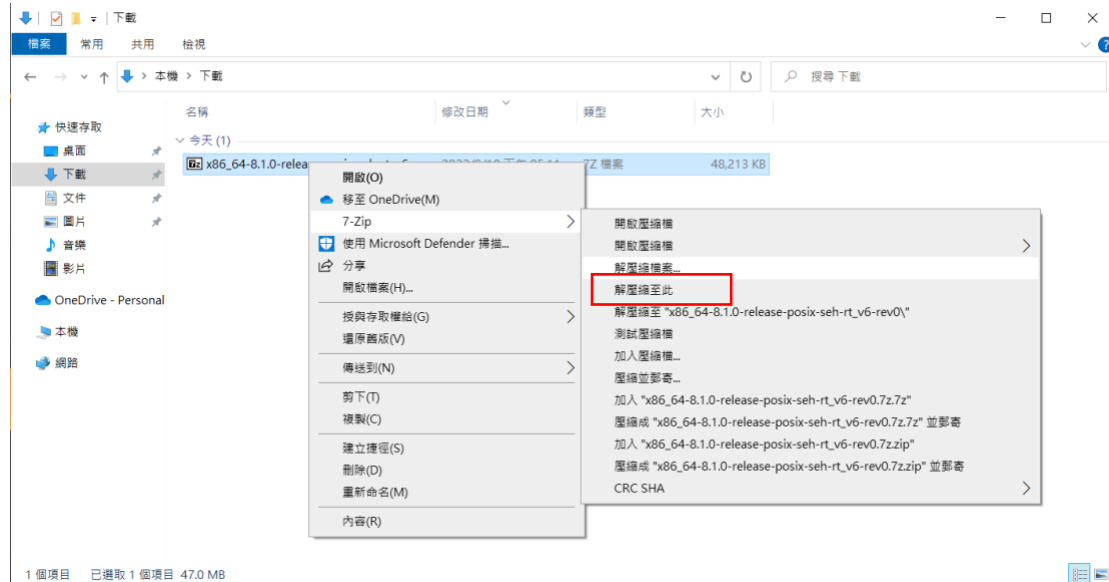 下載
檔案 常用 共用 檢視
本機 > 下載
搜尋 下載
名稱 修改日期 類型 大小
快速存取
今天 (1)
桌面
x86_64-8.1.0-relea 7Z 檔案 48,213 KB
下載
文件
圖片
音樂
影片
OneDrive - Personal
本機
網路
開啟(O)
移至 OneDrive(M)
7-Zip
使用 Microsoft Defender 掃描...
分享
開啟檔案(H)...
授與存取權給(G)
還原舊版(V)
傳送到(N)
剪下(T)
複製(C)
建立捷徑(S)
刪除(D)
重新命名(M)
內容(R)
開啟壓縮檔
開啟壓縮檔
解壓縮檔案...
解壓縮至此
解壓縮至 "x86_64-8.1.0-release-posix-seh-rt_v6-rev0\"
測試壓縮檔
加入壓縮檔...
壓縮並郵寄...
加入 "x86_64-8.1.0-release-posix-seh-rt_v6-rev0.7z.7z"
壓縮成 "x86_64-8.1.0-release-posix-seh-rt_v6-rev0.7z.7z" 並郵寄
加入 "x86_64-8.1.0-release-posix-seh-rt_v6-rev0.7z.zip"
壓縮成 "x86_64-8.1.0-release-posix-seh-rt_v6-rev0.7z.zip" 並郵寄
CRC SHA
1 個項目 已選取 1 個項目 47.0 MB